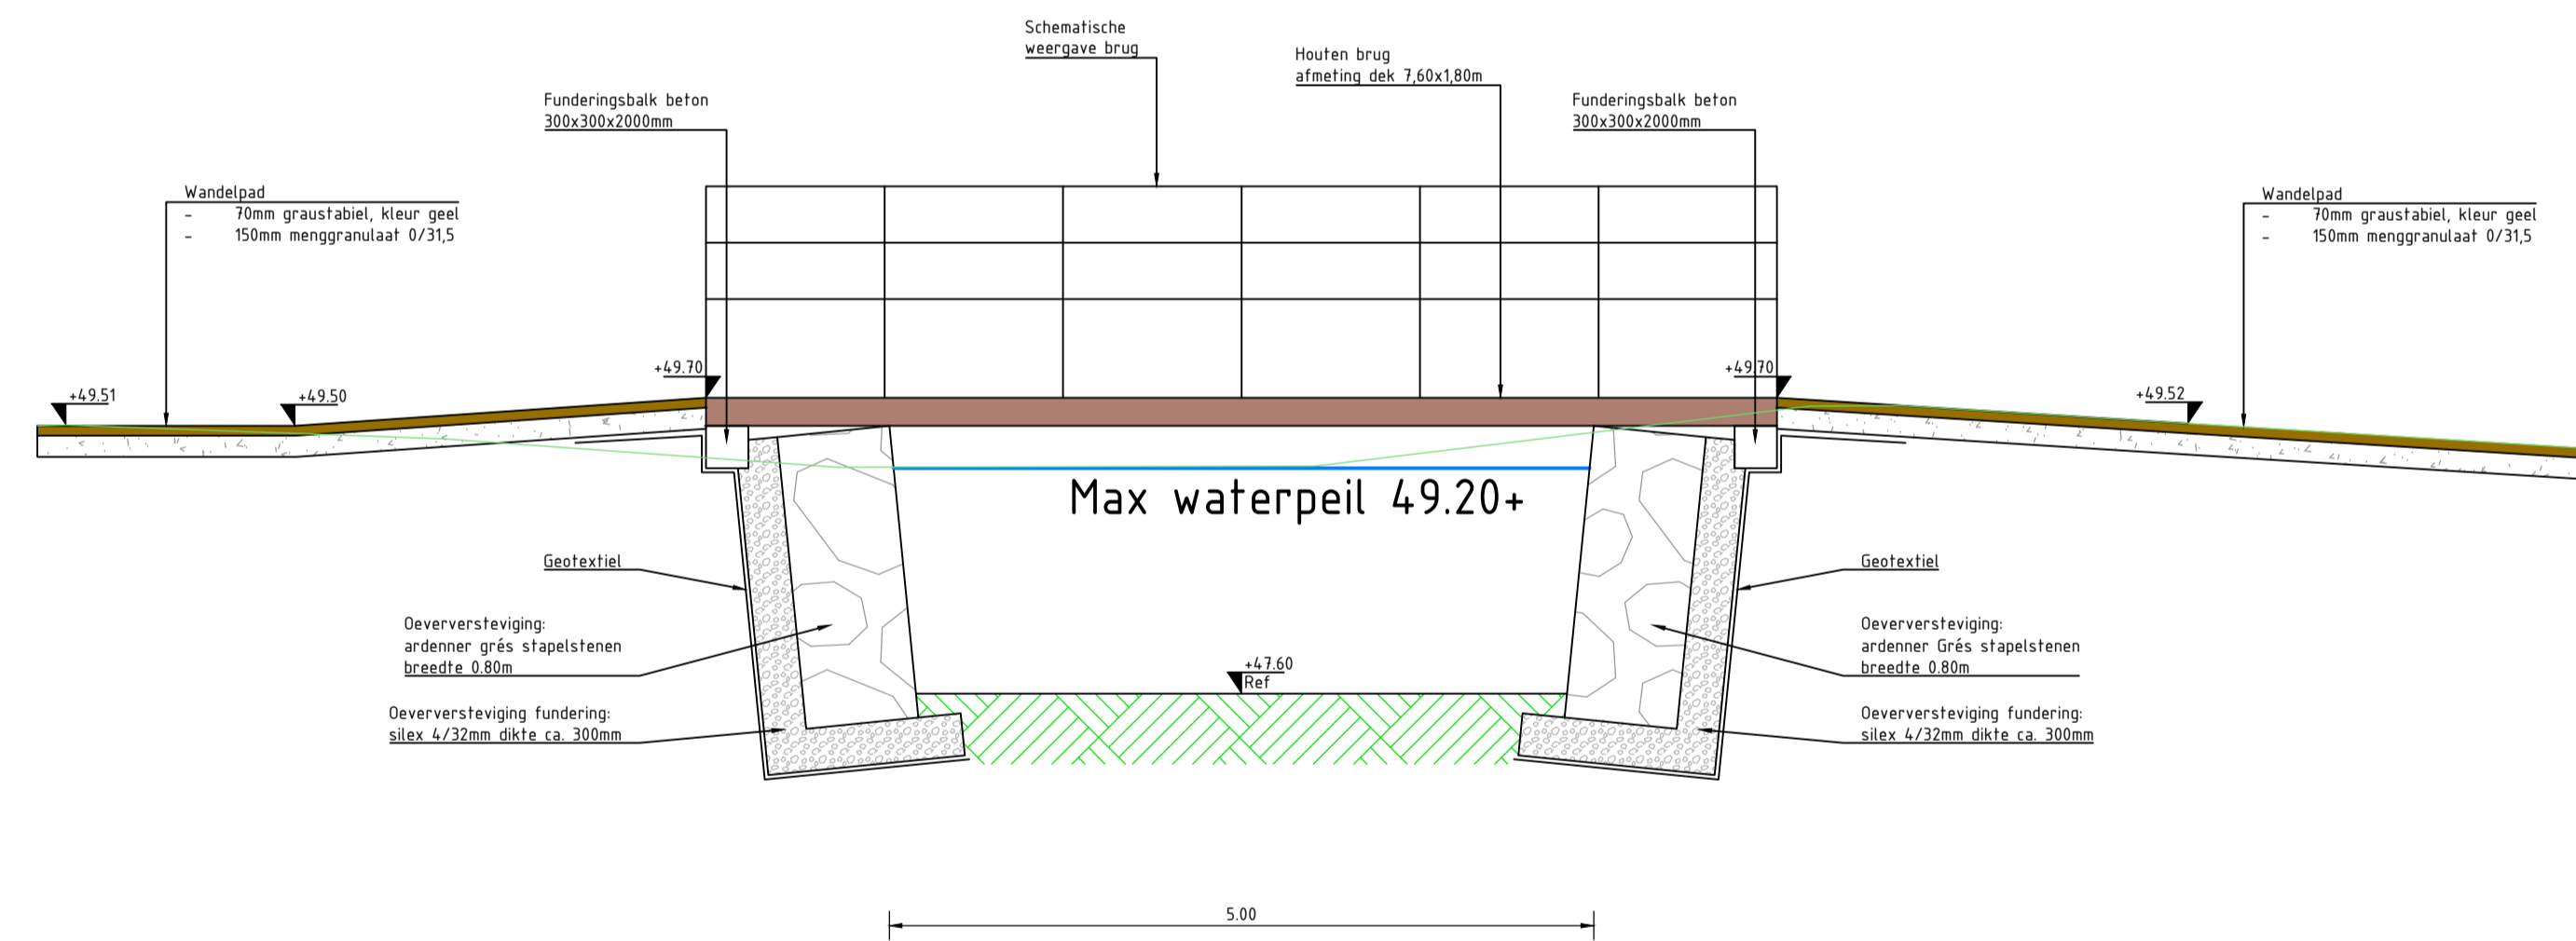 Schematische
weergave brug
Houten brug
afmeting dek 7,60x1,80m
Funderingsbalk beton
300x300x2000mm
Funderingsbalk beton
300x300x2000mm
Wandelpad
- 70mm graustabiel, kleur geel
- 150mm menggranulaat 0/31,5
Wandelpad
- 70mm graustabiel, kleur geel
- 150mm menggranulaat 0/31,5
+49.51
+49.50
+49.70
+49.70
+49.52
Max waterpeil 49.20+
Geotextiel
Geotextiel
Oeverversteviging:
ardenner grés stapelstenen
breedte 0.80m
Oeverversteviging:
ardenner Grés stapelstenen
breedte 0.80m
+47.60
Ref
Oeverversteviging fundering:
silex 4/32mm dikte ca. 300mm
Oeverversteviging fundering:
silex 4/32mm dikte ca. 300mm
5.00